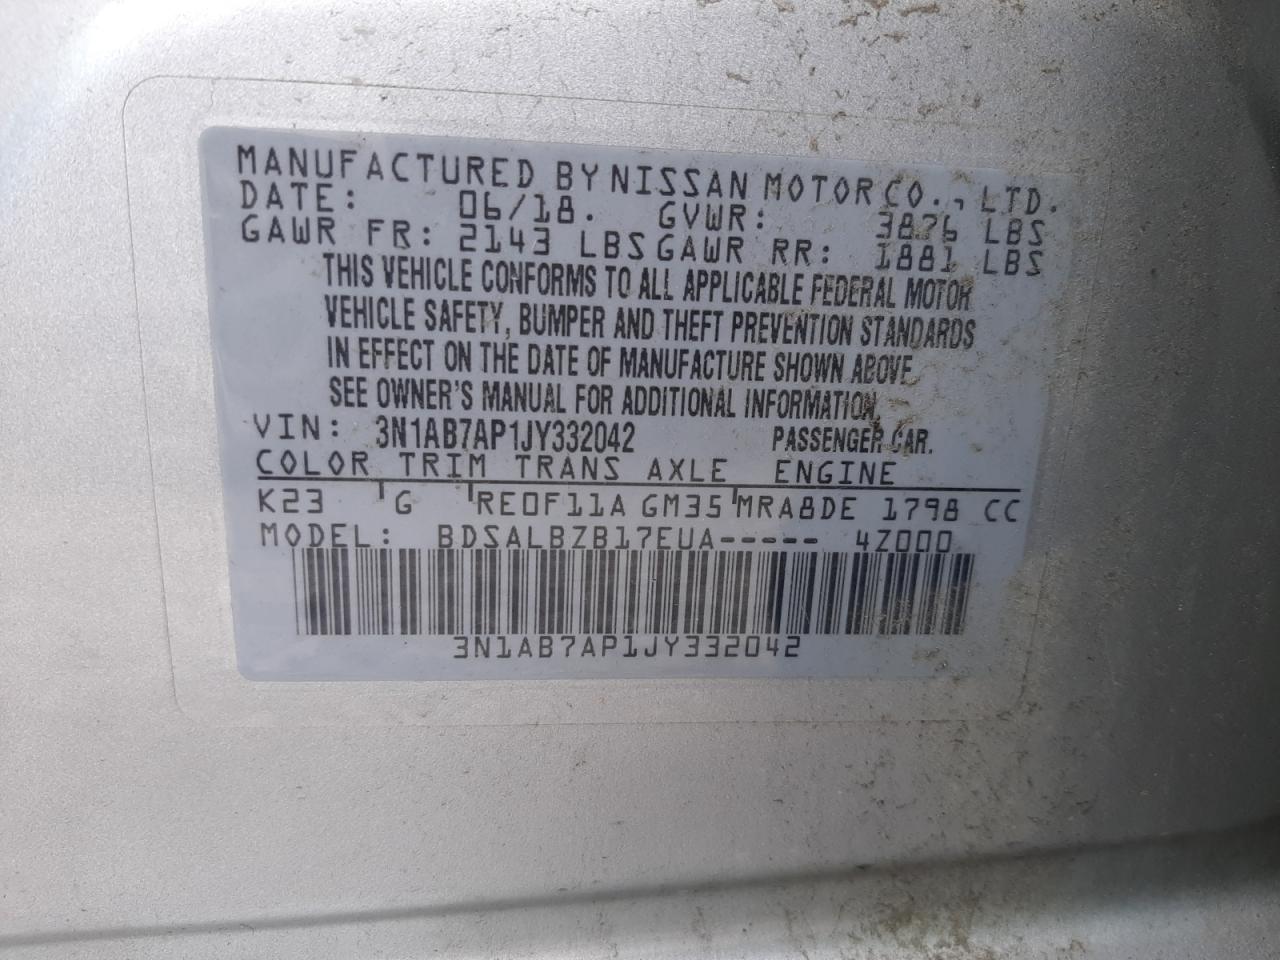 MANUFACTURED BY NISSAN MOTOR CO., LTD.
DATE: 06/18. GVWR: 3876 LBS
GAWR FR: 2143 LBS GAWR RR: 1881 LBS
THIS VEHICLE CONFORMS TO ALL APPLICABLE FEDERAL MOTOR
VEHICLE SAFETY, BUMPER AND THEFT PREVENTION STANDARDS
IN EFFECT ON THE DATE OF MANUFACTURE SHOWN ABOVE
SEE OWNER'S MANUAL FOR ADDITIONAL INFORMATION.
VIN: 3N1AB7AP1JY332042 PASSENGER CAR.
COLOR TRIM TRANS AXLE ENGINE
K23 G RE0F11A GM35 MRA8DE 1798 CC
MODEL: BDSALBZB17EUA----- 4Z000
3N1AB7AP1JY332042